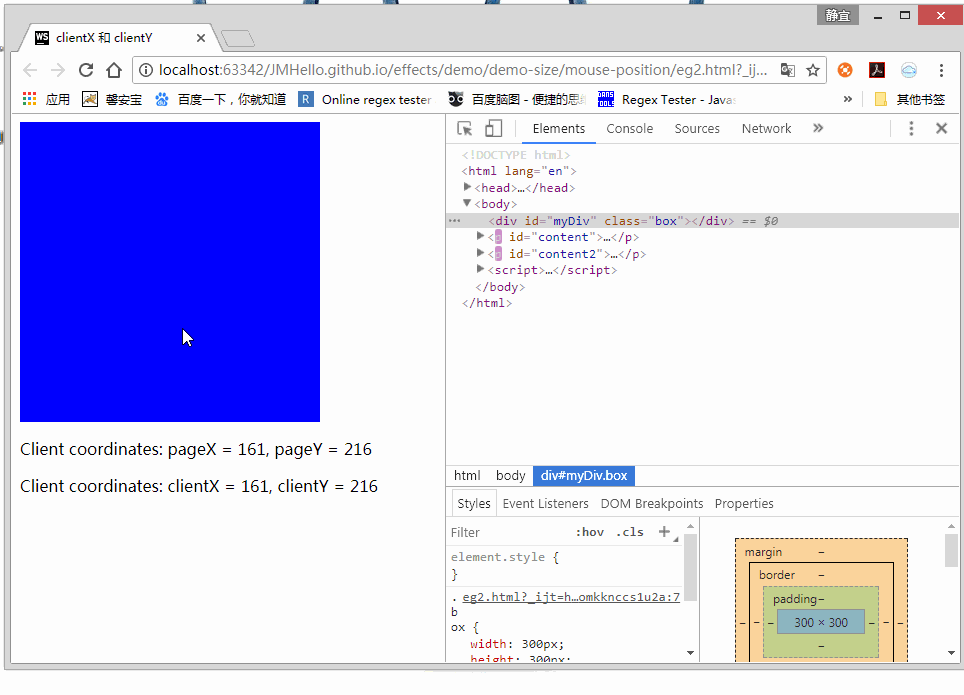 静宜
WS clientX 和 clientY
localhost:63342/JMHello.github.io/effects/demo/demo-size/mouse-position/eg2.html?_ij...
应用 馨安宝 百度一下，你就知道 R Online regex tester 百度脑图 - 便捷的思 Regex Tester - Javas » 其他书签
Elements Console Sources Network »
<!DOCTYPE html>
<html lang="en">
<head>…</head>
<body>
<div id="myDiv" class="box"></div> == $0
<p id="content">…</p>
<p id="content2">…</p>
<script>…</script>
</body>
</html>
Client coordinates: pageX = 161, pageY = 216
Client coordinates: clientX = 161, clientY = 216
html body div#myDiv.box
Styles Event Listeners DOM Breakpoints Properties
Filter :hov .cls +
element.style {
}
. eg2.html?_ijt=h…omkknccs1u2a:7
b
ox {
width: 300px;
height: 300px;
margin –
border –
padding –
– – – 300 × 300 – – –
–